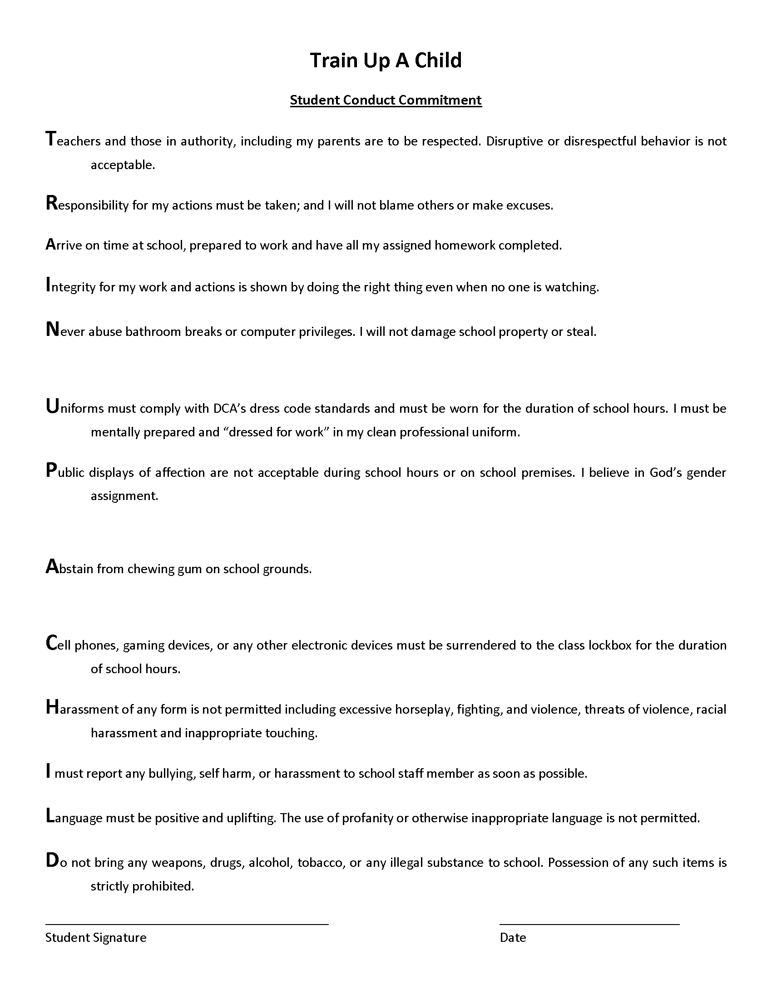 Train Up A Child
Student Conduct Commitment
Teachers and those in authority, including my parents are to be respected. Disruptive or disrespectful behavior is not
acceptable.
Responsibility for my actions must be taken; and I will not blame others or make excuses.
Arrive on time at school, prepared to work and have all my assigned homework completed.
Integrity for my work and actions is shown by doing the right thing even when no one is watching.
Never abuse bathroom breaks or computer privileges. I will not damage school property or steal.
Uniforms must comply with DCA’s dress code standards and must be worn for the duration of school hours. I must be
mentally prepared and “dressed for work” in my clean professional uniform.
Public displays of affection are not acceptable during school hours or on school premises. I believe in God’s gender
assignment.
Abstain from chewing gum on school grounds.
Cell phones, gaming devices, or any other electronic devices must be surrendered to the class lockbox for the duration
of school hours.
Harassment of any form is not permitted including excessive horseplay, fighting, and violence, threats of violence, racial
harassment and inappropriate touching.
I must report any bullying, self harm, or harassment to school staff member as soon as possible.
Language must be positive and uplifting. The use of profanity or otherwise inappropriate language is not permitted.
Do not bring any weapons, drugs, alcohol, tobacco, or any illegal substance to school. Possession of any such items is
strictly prohibited.
Student Signature
Date